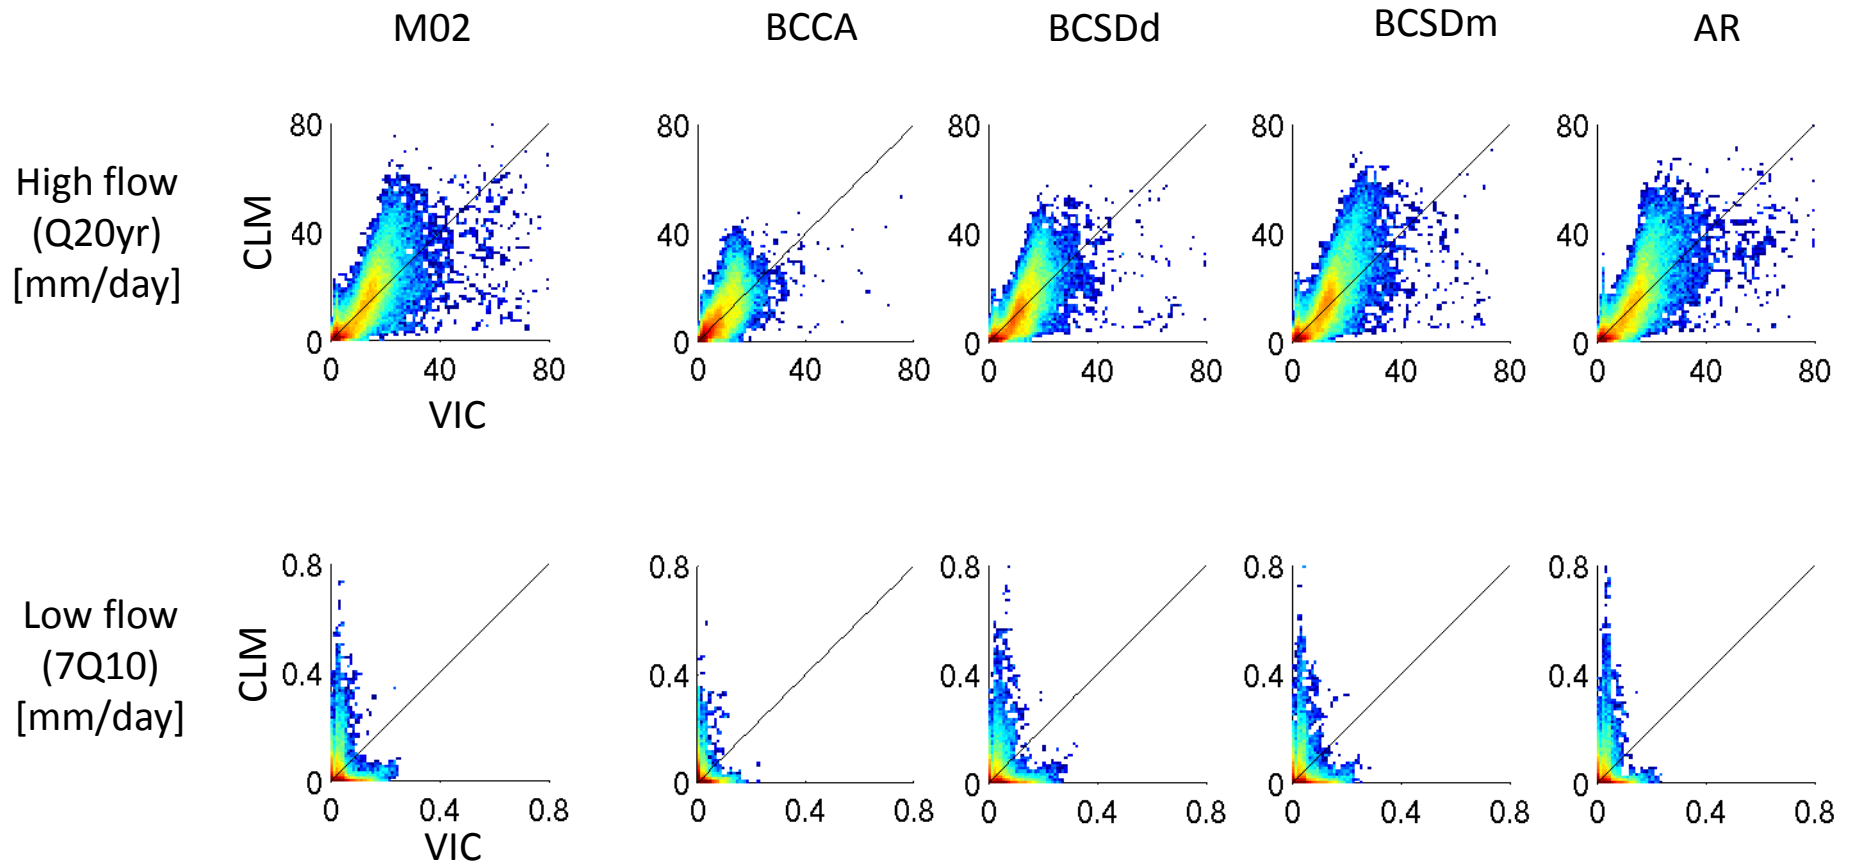 M02 BCCA BCSDd BCSDm AR
High flow
(Q20yr)
[mm/day]
CLM
80 80 80 80 80
40 40 40 40 40
0 0 0 0 0
0 40 80 0 40 80 0 40 80 0 40 80 0 40 80
VIC
Low flow
(7Q10)
[mm/day]
CLM
0.8 0.8 0.8 0.8 0.8
0.4 0.4 0.4 0.4 0.4
0 0 0 0 0
0 0.4 0.8 0 0.4 0.8 0 0.4 0.8 0 0.4 0.8 0 0.4 0.8
VIC